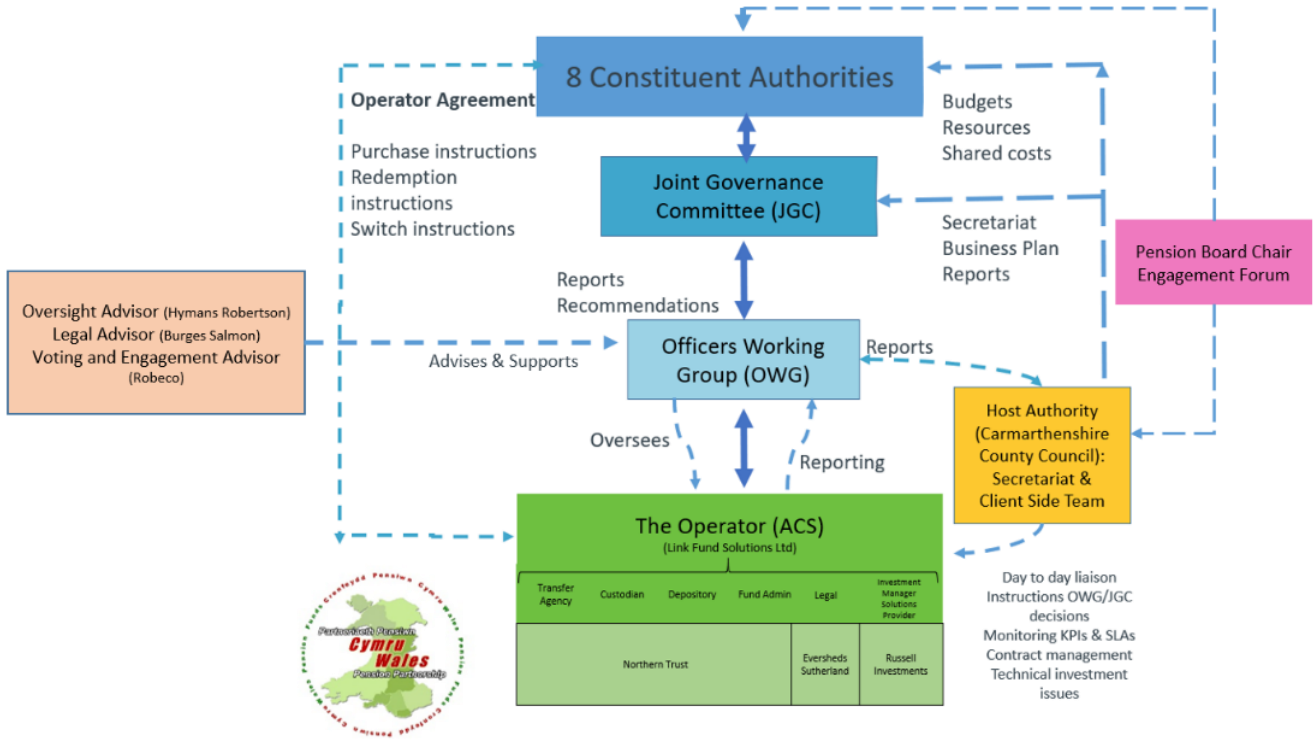 8 Constituent Authorities
Operator Agreement
Purchase instructions
Redemption
instructions
Switch instructions
Budgets
Resources
Shared costs
Joint Governance
Committee (JGC)
Secretariat
Business Plan
Reports
Pension Board Chair
Engagement Forum
Oversight Advisor (Hymans Robertson)
Legal Advisor (Burges Salmon)
Voting and Engagement Advisor
(Robeco)
Reports
Recommendations
Advises & Supports
Officers Working
Group (OWG)
Reports
Host Authority
(Carmarthenshire
County Council):
Secretariat &
Client Side Team
Oversees
Reporting
The Operator (ACS)
(Link Fund Solutions Ltd)
Transfer
Agency
Custodian
Depository
Fund Admin
Legal
Investment
Manager
Solutions
Provider
Northern Trust
Eversheds
Sutherland
Russell
Investments
Day to day liaison
Instructions OWG/JGC
decisions
Monitoring KPIs & SLAs
Contract management
Technical investment
issues
Partneriaeth Pensiwn
Cymru
Wales
Pension Partnership